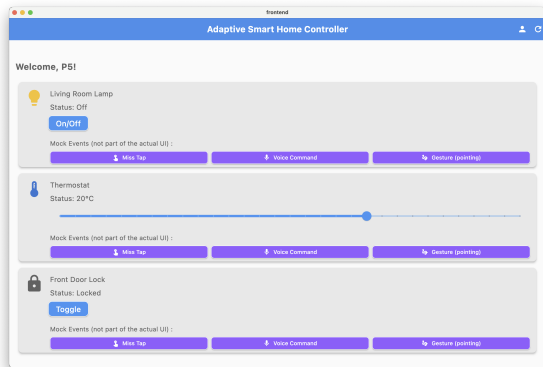 frontend
Adaptive Smart Home Controller
Welcome, P5!
Living Room Lamp
Status: Off
On/Off
Mock Events (not part of the actual UI) :
Miss Tap
Voice Command
Gesture (pointing)
Thermostat
Status: 20°C
Mock Events (not part of the actual UI) :
Miss Tap
Voice Command
Gesture (pointing)
Front Door Lock
Status: Locked
Toggle
Mock Events (not part of the actual UI) :
Miss Tap
Voice Command
Gesture (pointing)